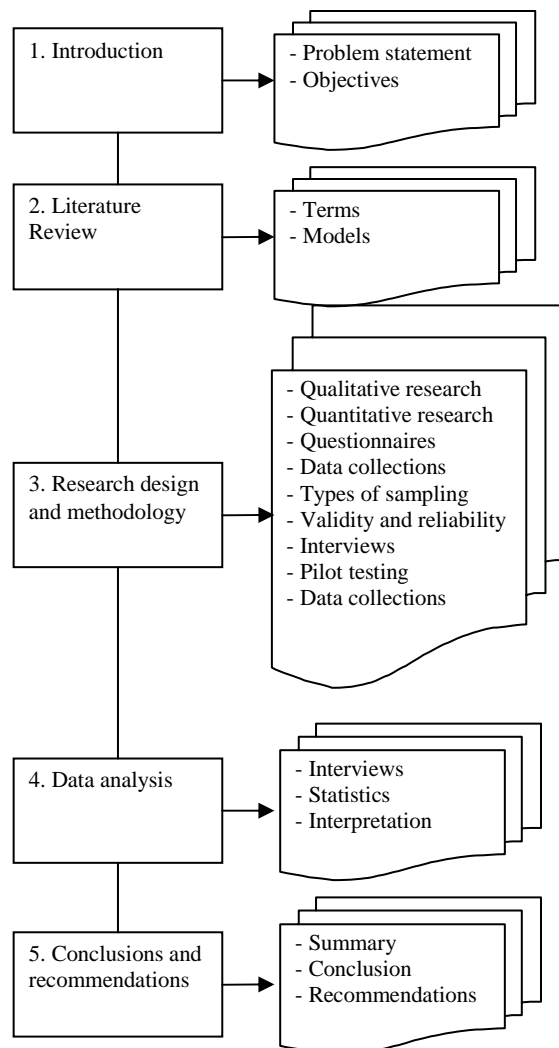 1. Introduction
- Problem statement
- Objectives
2. Literature
Review
- Terms
- Models
3. Research design
and methodology
- Qualitative research
- Quantitative research
- Questionnaires
- Data collections
- Types of sampling
- Validity and reliability
- Interviews
- Pilot testing
- Data collections
4. Data analysis
- Interviews
- Statistics
- Interpretation
5. Conclusions and
recommendations
- Summary
- Conclusion
- Recommendations